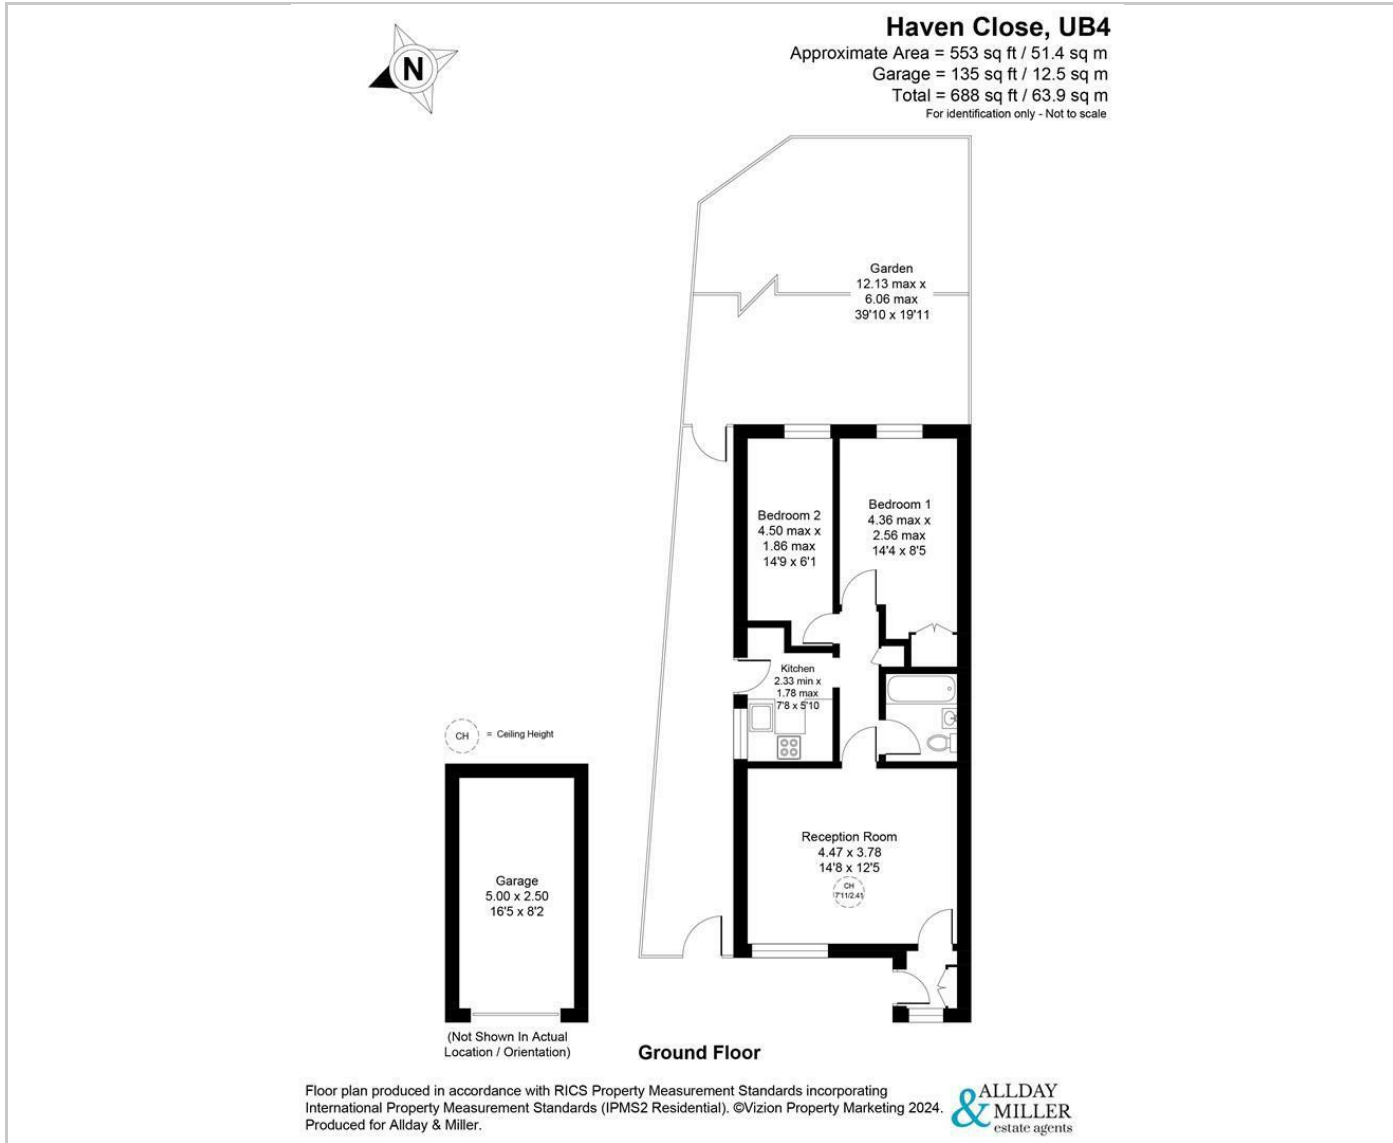 N
Haven Close, UB4
Approximate Area = 553 sq ft / 51.4 sq m
Garage = 135 sq ft / 12.5 sq m
Total = 688 sq ft / 63.9 sq m
For identification only - Not to scale
Garden
12.13 max x
6.06 max
39'10 x 19'11
Bedroom 2
4.50 max x
1.86 max
14'9 x 6'1
Bedroom 1
4.36 max x
2.56 max
14'4 x 8'5
Kitchen
2.33 min x
1.78 max
7'8 x 5'10
CH = Ceiling Height
Reception Room
4.47 x 3.78
14'8 x 12'5
CH
7'11/2.41
Garage
5.00 x 2.50
16'5 x 8'2
(Not Shown In Actual
Location / Orientation)
Ground Floor
Floor plan produced in accordance with RICS Property Measurement Standards incorporating
International Property Measurement Standards (IPMS2 Residential). ©Vizion Property Marketing 2024.
Produced for Allday & Miller.
ALLDAY
& MILLER
estate agents